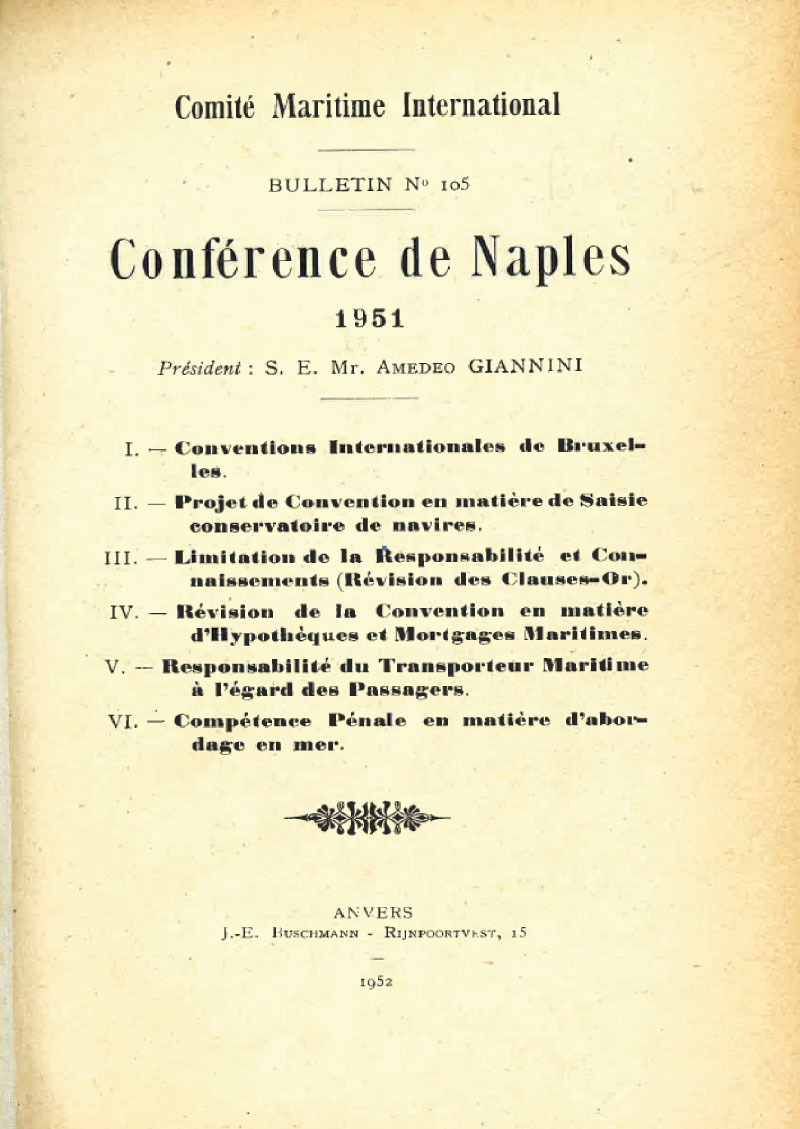 Comité Maritime International
BULLETIN Nº 105
Conférence de Naples
1951
Président : S. E. Mr. AMEDEO GIANNINI
I. — Conventions Internationales de Bruxel-
les.
II. — Projet de Convention en matière de Saisie
conservatoire de navires.
III. — Limitation de la Responsabilité et Con-
naissements (Révision des Clauses-Or).
IV. — Révision de la Convention en matière
d'Hypothèques et Mortgages Maritimes.
V. — Responsabilité du Transporteur Maritime
à l'égard des Passagers.
VI. — Compétence Pénale en matière d'abor-
dage en mer.
ANVERS
J.-E. BUSCHMANN - RIJNPOORTVEST, 15
1952